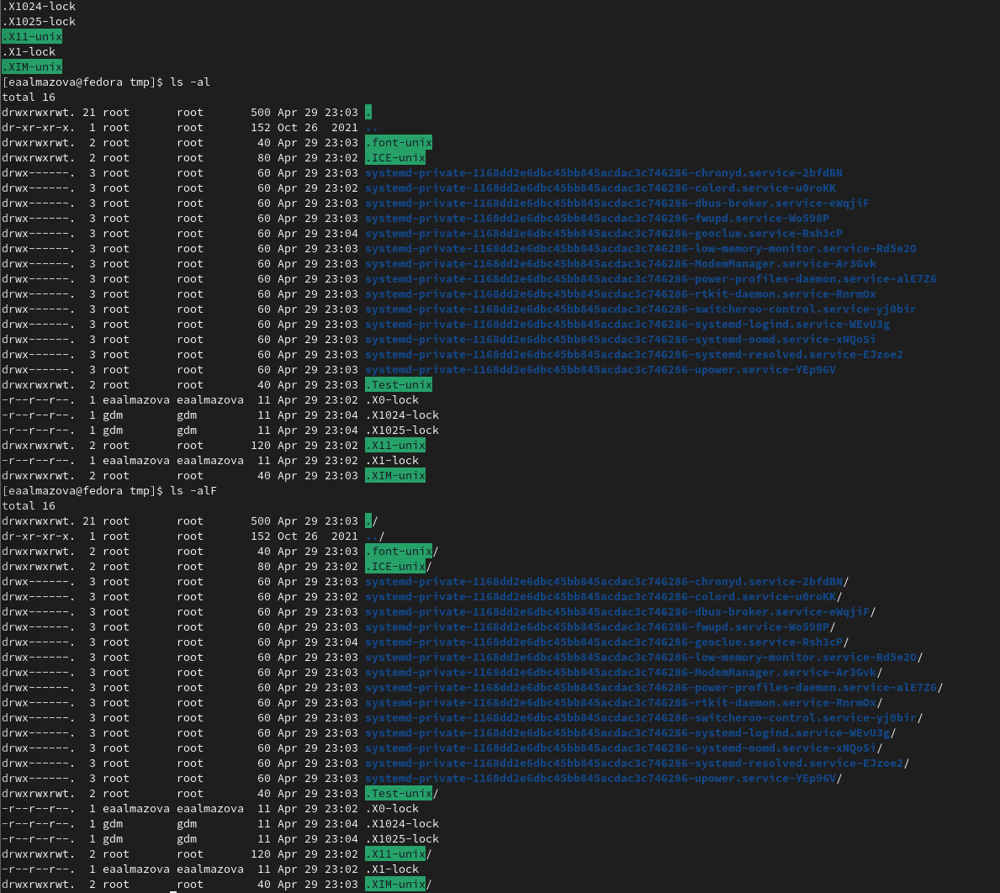 .X1024-lock
.X1025-lock
.X11-unix
.X1-lock
.XIM-unix
[eaalmazova@fedora tmp]$ ls -al
total 16
drwxrwxrwt. 21 root       root       500 Apr 29 23:03 .
dr-xr-xr-x.  1 root       root       152 Oct 26  2021 ..
drwxrwxrwt.  2 root       root        40 Apr 29 23:03 .font-unix
drwxrwxrwt.  2 root       root        80 Apr 29 23:02 .ICE-unix
drwx------.  3 root       root        60 Apr 29 23:03 systemd-private-1168dd2e6dbc45bb845acdac3c746286-chronyd.service-2bfdBN
drwx------.  3 root       root        60 Apr 29 23:02 systemd-private-1168dd2e6dbc45bb845acdac3c746286-colord.service-u0roKK
drwx------.  3 root       root        60 Apr 29 23:03 systemd-private-1168dd2e6dbc45bb845acdac3c746286-dbus-broker.service-eWqjiF
drwx------.  3 root       root        60 Apr 29 23:03 systemd-private-1168dd2e6dbc45bb845acdac3c746286-fwupd.service-Wo598P
drwx------.  3 root       root        60 Apr 29 23:04 systemd-private-1168dd2e6dbc45bb845acdac3c746286-geoclue.service-Rsh3cP
drwx------.  3 root       root        60 Apr 29 23:03 systemd-private-1168dd2e6dbc45bb845acdac3c746286-low-memory-monitor.service-Rd5e2O
drwx------.  3 root       root        60 Apr 29 23:03 systemd-private-1168dd2e6dbc45bb845acdac3c746286-ModemManager.service-Ar3Gvk
drwx------.  3 root       root        60 Apr 29 23:03 systemd-private-1168dd2e6dbc45bb845acdac3c746286-power-profiles-daemon.service-alE7Z6
drwx------.  3 root       root        60 Apr 29 23:03 systemd-private-1168dd2e6dbc45bb845acdac3c746286-rtkit-daemon.service-RnrmOx
drwx------.  3 root       root        60 Apr 29 23:03 systemd-private-1168dd2e6dbc45bb845acdac3c746286-switcheroo-control.service-yj0bir
drwx------.  3 root       root        60 Apr 29 23:03 systemd-private-1168dd2e6dbc45bb845acdac3c746286-systemd-logind.service-WEvU3g
drwx------.  3 root       root        60 Apr 29 23:03 systemd-private-1168dd2e6dbc45bb845acdac3c746286-systemd-oomd.service-xNQoSi
drwx------.  3 root       root        60 Apr 29 23:03 systemd-private-1168dd2e6dbc45bb845acdac3c746286-systemd-resolved.service-EJzoe2
drwx------.  3 root       root        60 Apr 29 23:03 systemd-private-1168dd2e6dbc45bb845acdac3c746286-upower.service-YEp96V
drwxrwxrwt.  2 root       root        40 Apr 29 23:03 .Test-unix
-r--r--r--.  1 eaalmazova eaalmazova  11 Apr 29 23:02 .X0-lock
-r--r--r--.  1 gdm        gdm         11 Apr 29 23:04 .X1024-lock
-r--r--r--.  1 gdm        gdm         11 Apr 29 23:04 .X1025-lock
drwxrwxrwt.  2 root       root       120 Apr 29 23:02 .X11-unix
-r--r--r--.  1 eaalmazova eaalmazova  11 Apr 29 23:02 .X1-lock
drwxrwxrwt.  2 root       root        40 Apr 29 23:03 .XIM-unix
[eaalmazova@fedora tmp]$ ls -alF
total 16
drwxrwxrwt. 21 root       root       500 Apr 29 23:03 ./
dr-xr-xr-x.  1 root       root       152 Oct 26  2021 ../
drwxrwxrwt.  2 root       root        40 Apr 29 23:03 .font-unix/
drwxrwxrwt.  2 root       root        80 Apr 29 23:02 .ICE-unix/
drwx------.  3 root       root        60 Apr 29 23:03 systemd-private-1168dd2e6dbc45bb845acdac3c746286-chronyd.service-2bfdBN/
drwx------.  3 root       root        60 Apr 29 23:02 systemd-private-1168dd2e6dbc45bb845acdac3c746286-colord.service-u0roKK/
drwx------.  3 root       root        60 Apr 29 23:03 systemd-private-1168dd2e6dbc45bb845acdac3c746286-dbus-broker.service-eWqjiF/
drwx------.  3 root       root        60 Apr 29 23:03 systemd-private-1168dd2e6dbc45bb845acdac3c746286-fwupd.service-Wo598P/
drwx------.  3 root       root        60 Apr 29 23:04 systemd-private-1168dd2e6dbc45bb845acdac3c746286-geoclue.service-Rsh3cP/
drwx------.  3 root       root        60 Apr 29 23:03 systemd-private-1168dd2e6dbc45bb845acdac3c746286-low-memory-monitor.service-Rd5e2O/
drwx------.  3 root       root        60 Apr 29 23:03 systemd-private-1168dd2e6dbc45bb845acdac3c746286-ModemManager.service-Ar3Gvk/
drwx------.  3 root       root        60 Apr 29 23:03 systemd-private-1168dd2e6dbc45bb845acdac3c746286-power-profiles-daemon.service-alE7Z6/
drwx------.  3 root       root        60 Apr 29 23:03 systemd-private-1168dd2e6dbc45bb845acdac3c746286-rtkit-daemon.service-RnrmOx/
drwx------.  3 root       root        60 Apr 29 23:03 systemd-private-1168dd2e6dbc45bb845acdac3c746286-switcheroo-control.service-yj0bir/
drwx------.  3 root       root        60 Apr 29 23:03 systemd-private-1168dd2e6dbc45bb845acdac3c746286-systemd-logind.service-WEvU3g/
drwx------.  3 root       root        60 Apr 29 23:03 systemd-private-1168dd2e6dbc45bb845acdac3c746286-systemd-oomd.service-xNQoSi/
drwx------.  3 root       root        60 Apr 29 23:03 systemd-private-1168dd2e6dbc45bb845acdac3c746286-systemd-resolved.service-EJzoe2/
drwx------.  3 root       root        60 Apr 29 23:03 systemd-private-1168dd2e6dbc45bb845acdac3c746286-upower.service-YEp96V/
drwxrwxrwt.  2 root       root        40 Apr 29 23:03 .Test-unix/
-r--r--r--.  1 eaalmazova eaalmazova  11 Apr 29 23:02 .X0-lock
-r--r--r--.  1 gdm        gdm         11 Apr 29 23:04 .X1024-lock
-r--r--r--.  1 gdm        gdm         11 Apr 29 23:04 .X1025-lock
drwxrwxrwt.  2 root       root       120 Apr 29 23:02 .X11-unix/
-r--r--r--.  1 eaalmazova eaalmazova  11 Apr 29 23:02 .X1-lock
drwxrwxrwt.  2 root       root        40 Apr 29 23:03 .XIM-unix/